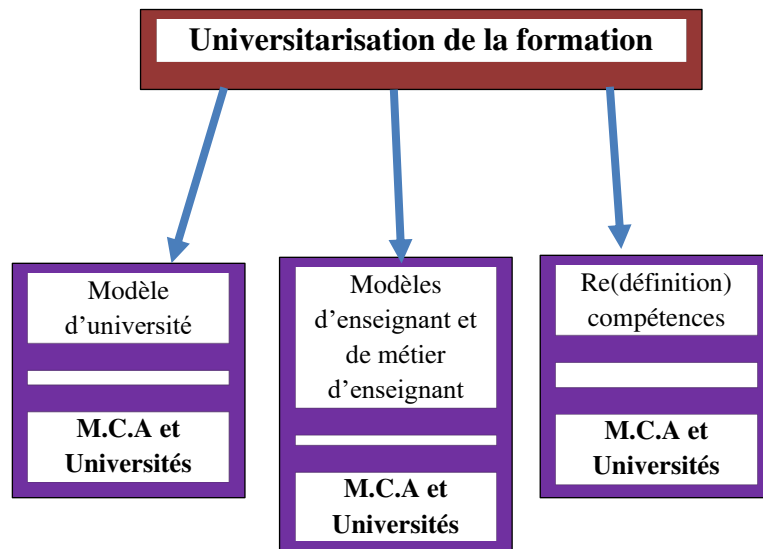 Universitarisation de la formation
Modèle
d'université
M.C.A et
Universités
Modèles
d'enseignant et
de métier
d'enseignant
M.C.A et
Universités
Re(définition)
compétences
M.C.A et
Universités